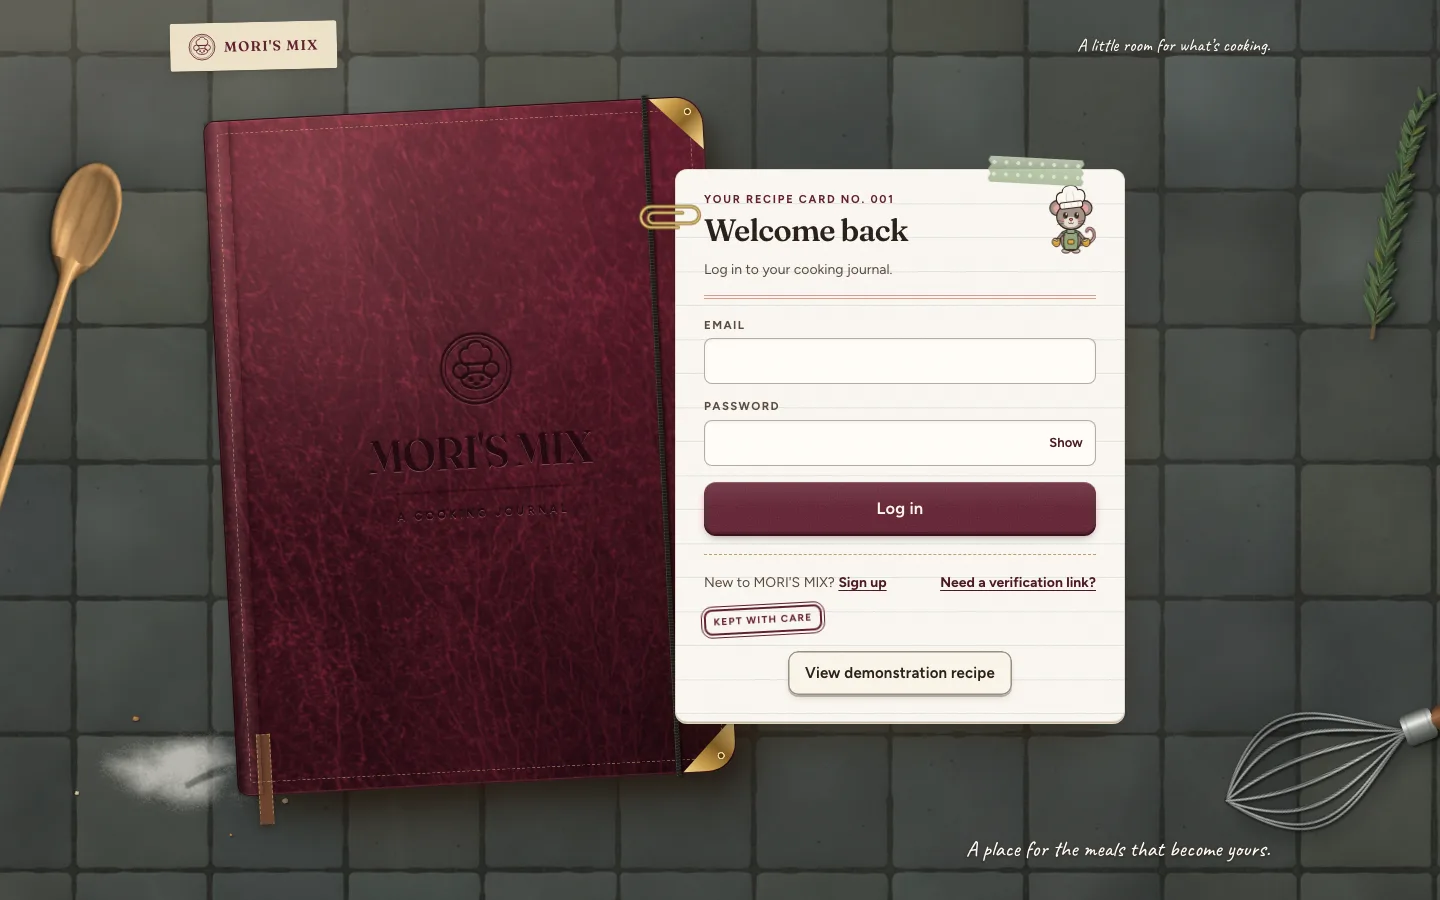 MORI'S MIX
A little room for what's cooking.
MORI'S MIX
A COOKING JOURNAL
YOUR RECIPE CARD NO. 001
Welcome back
Log in to your cooking journal.
EMAIL
PASSWORD
Show
Log in
New to MORI'S MIX? Sign up
Need a verification link?
KEPT WITH CARE
View demonstration recipe
A place for the meals that become yours.